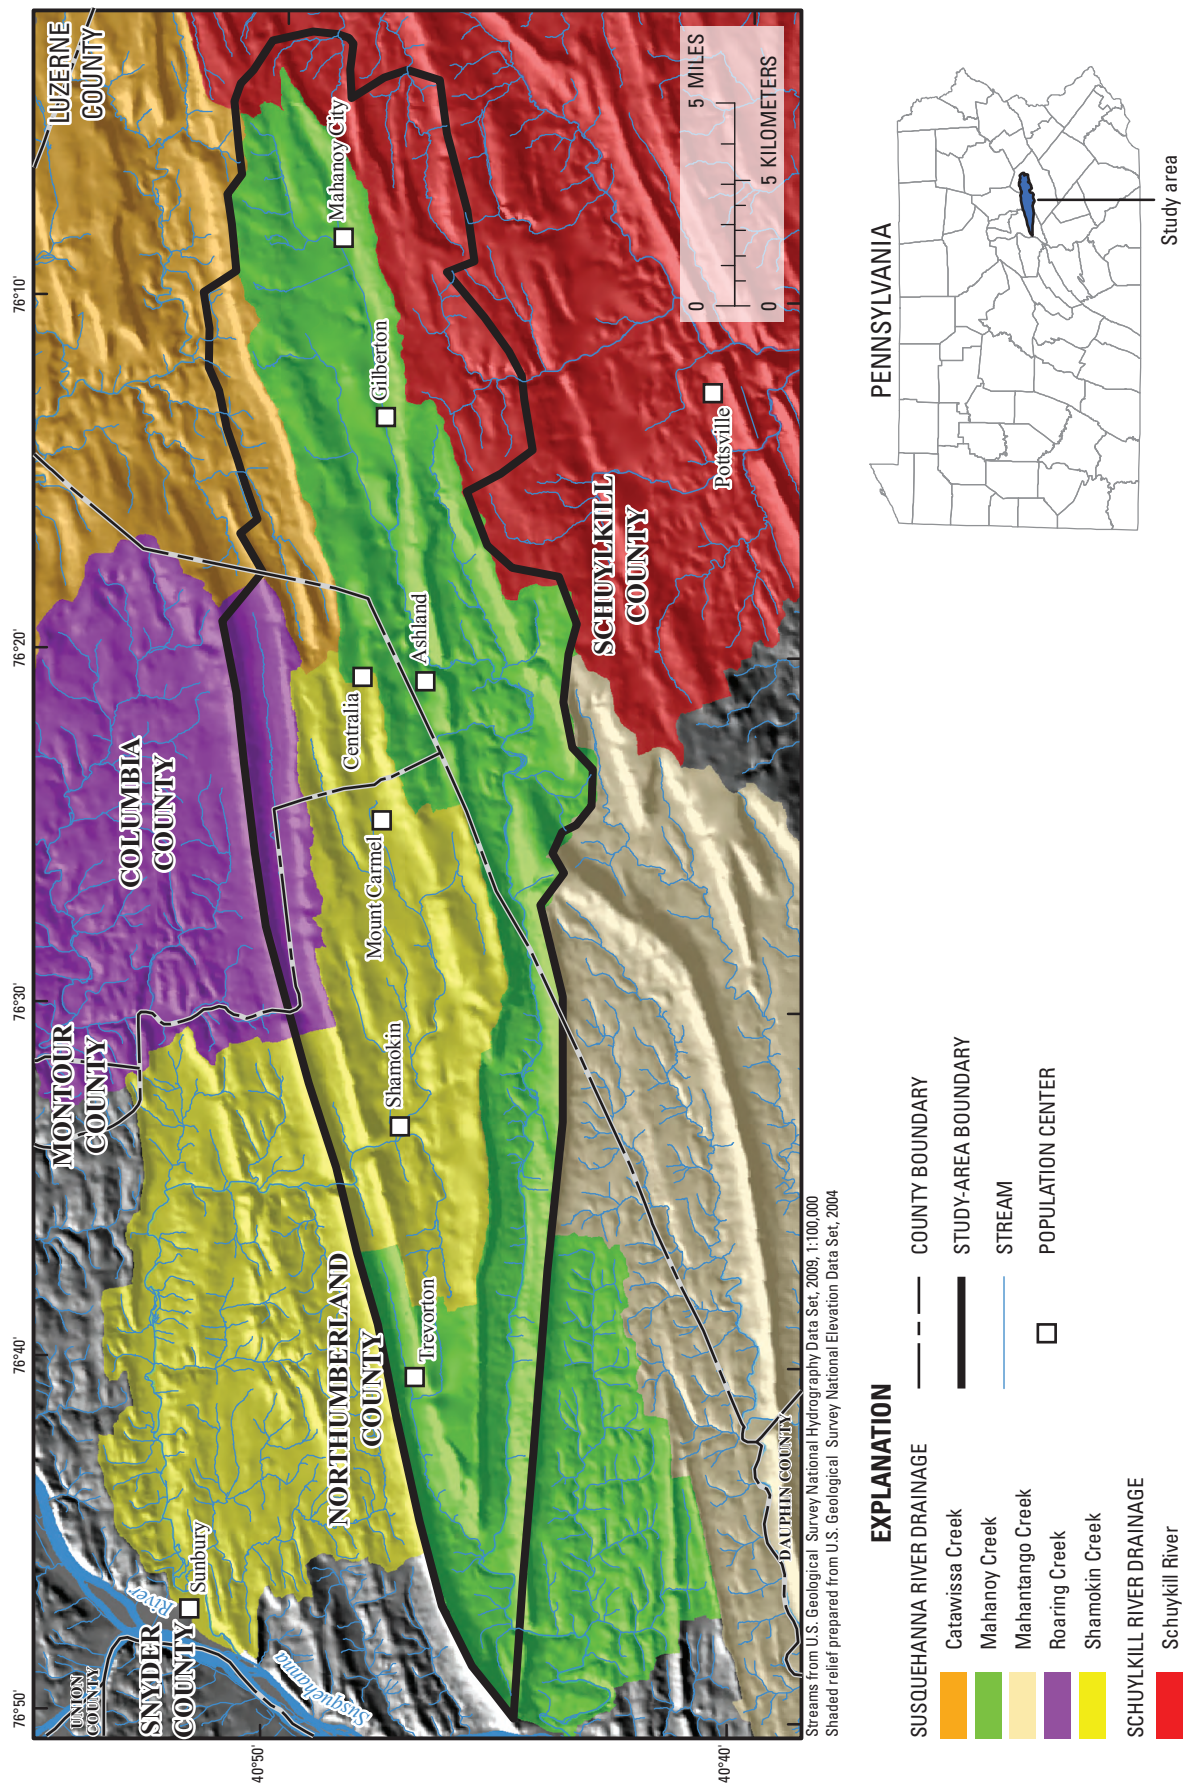 76°50'
76°40'
76°30'
76°20'
76°10'
40°50'
40°40'
UNION
COUNTY
SNYDER
COUNTY
Susquehanna
River
Sunbury
NORTHUMBERLAND
COUNTY
MONTOUR
COUNTY
COLUMBIA
COUNTY
LUZERNE
COUNTY
Trevorton
Shamokin
Mount Carmel
Centralia
Ashland
Gilberton
Mahanoy City
SCHUYLKILL
COUNTY
Pottsville
DAUPHIN COUNTY
0 5 MILES
0 5 KILOMETERS
Streams from U.S. Geological Survey National Hydrography Data Set, 2009, 1:100,000
Shaded relief prepared from U.S. Geological Survey National Elevation Data Set, 2004
EXPLANATION
SUSQUEHANNA RIVER DRAINAGE
Catawissa Creek
Mahanoy Creek
Mahantango Creek
Roaring Creek
Shamokin Creek
SCHUYLKILL RIVER DRAINAGE
Schuykill River
COUNTY BOUNDARY
STUDY-AREA BOUNDARY
STREAM
POPULATION CENTER
PENNSYLVANIA
Study area